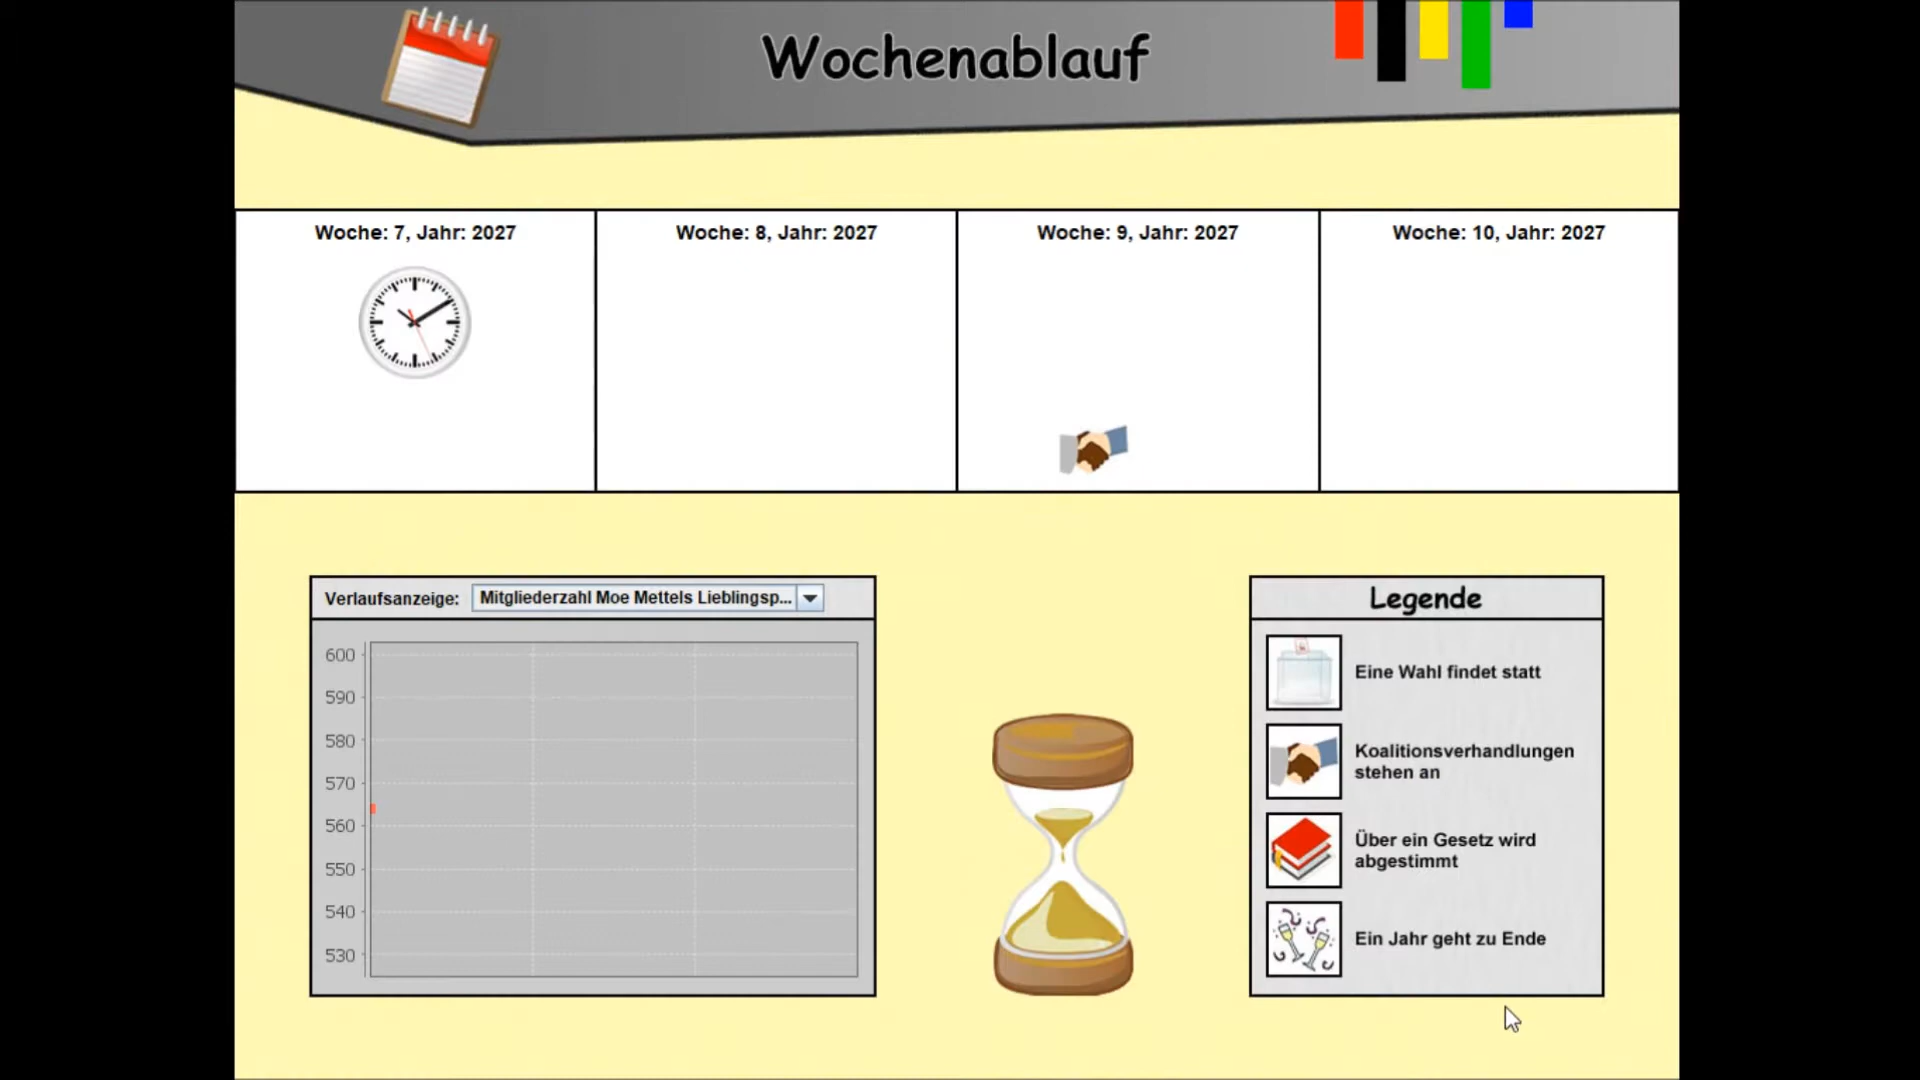 Wochenablauf
Woche: 7, Jahr: 2027
Woche: 8, Jahr: 2027
Woche: 9, Jahr: 2027
Woche: 10, Jahr: 2027
Verlaufsanzeige:
Mitgliederzahl Moe Mettels Lieblingsp...
600
590
580
570
560
550
540
530
Legende
Eine Wahl findet statt
Koalitionsverhandlungen
stehen an
Über ein Gesetz wird
abgestimmt
Ein Jahr geht zu Ende